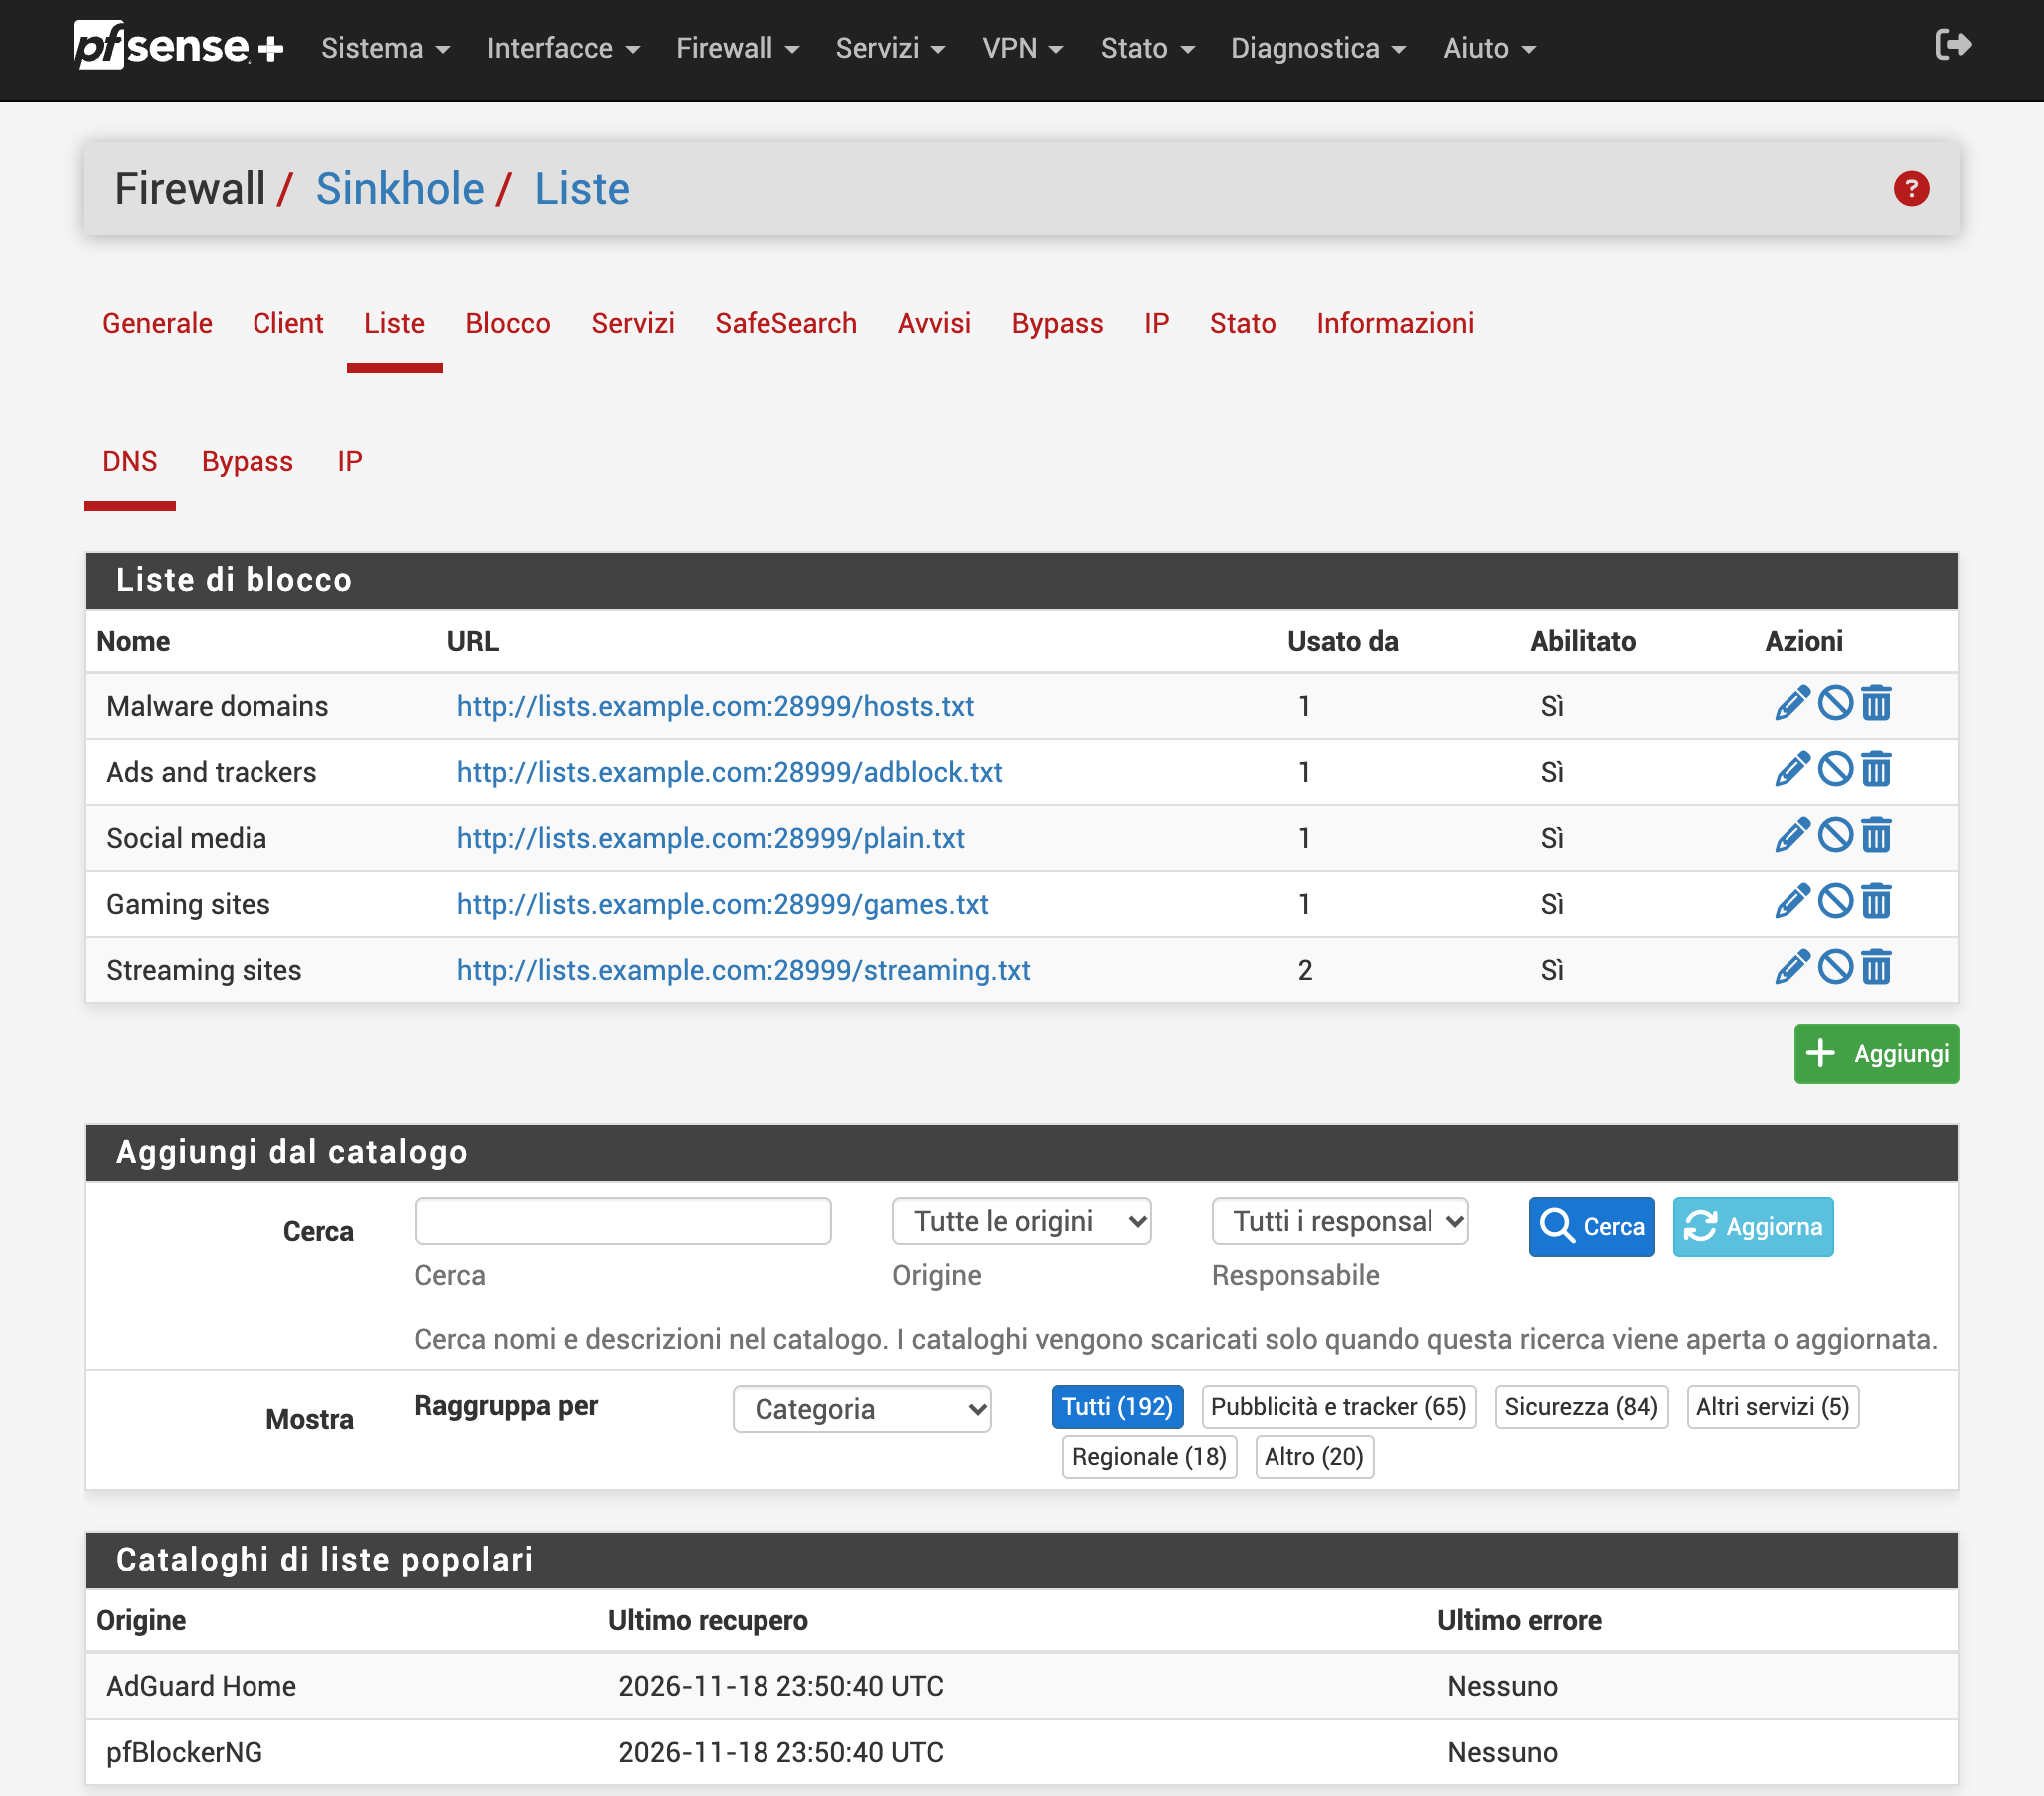 pfsense + Sistema Interfacce Firewall Servizi VPN Stato Diagnostica Aiuto
Firewall / Sinkhole / Liste
?
Generale Client Liste Blocco Servizi SafeSearch Avvisi Bypass IP Stato Informazioni
DNS Bypass IP
Liste di blocco
Nome URL Usato da Abilitato Azioni
Malware domains http://lists.example.com:28999/hosts.txt 1 Sì
Ads and trackers http://lists.example.com:28999/adblock.txt 1 Sì
Social media http://lists.example.com:28999/plain.txt 1 Sì
Gaming sites http://lists.example.com:28999/games.txt 1 Sì
Streaming sites http://lists.example.com:28999/streaming.txt 2 Sì
Aggiungi
Aggiungi dal catalogo
Cerca Tutte le origini Tutti i responsal Cerca Aggiorna
Cerca Origine Responsabile
Cerca nomi e descrizioni nel catalogo. I cataloghi vengono scaricati solo quando questa ricerca viene aperta o aggiornata.
Mostra Raggruppa per Categoria Tutti (192) Pubblicità e tracker (65) Sicurezza (84) Altri servizi (5)
Regionale (18) Altro (20)
Cataloghi di liste popolari
Origine Ultimo recupero Ultimo errore
AdGuard Home 2026-11-18 23:50:40 UTC Nessuno
pfBlockerNG 2026-11-18 23:50:40 UTC Nessuno